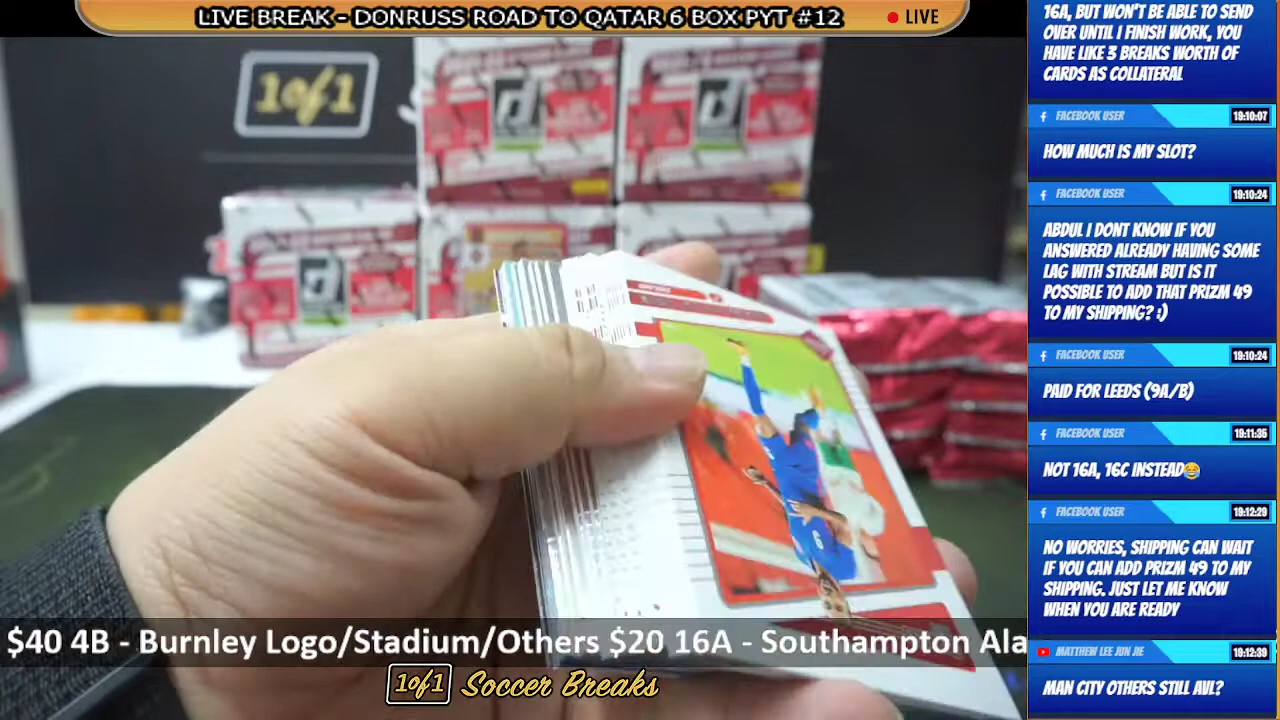 LIVE BREAK - DONRUSS ROAD TO QATAR 6 BOX PYT #12
LIVE
1of1
16A, BUT WON'T BE ABLE TO SEND
OVER UNTIL I FINISH WORK, YOU
HAVE LIKE 3 BREAKS WORTH OF
CARDS AS COLLATERAL
FACEBOOK USER
19:10:07
HOW MUCH IS MY SLOT?
FACEBOOK USER
19:10:24
ABDUL I DONT KNOW IF YOU
ANSWERED ALREADY HAVING SOME
LAG WITH STREAM BUT IS IT
POSSIBLE TO ADD THAT PRIZM 49
TO MY SHIPPING? :)
FACEBOOK USER
19:10:24
PAID FOR LEEDS (9A/B)
FACEBOOK USER
19:11:35
NOT 16A, 16C INSTEAD😂
FACEBOOK USER
19:12:29
NO WORRIES, SHIPPING CAN WAIT
IF YOU CAN ADD PRIZM 49 TO MY
SHIPPING. JUST LET ME KNOW
WHEN YOU ARE READY
MATTHEW LEE JUN JIE
19:12:39
MAN CITY OTHERS STILL AVL?
$40 4B - Burnley Logo/Stadium/Others $20 16A - Southampton Ala
1of1 Soccer Breaks